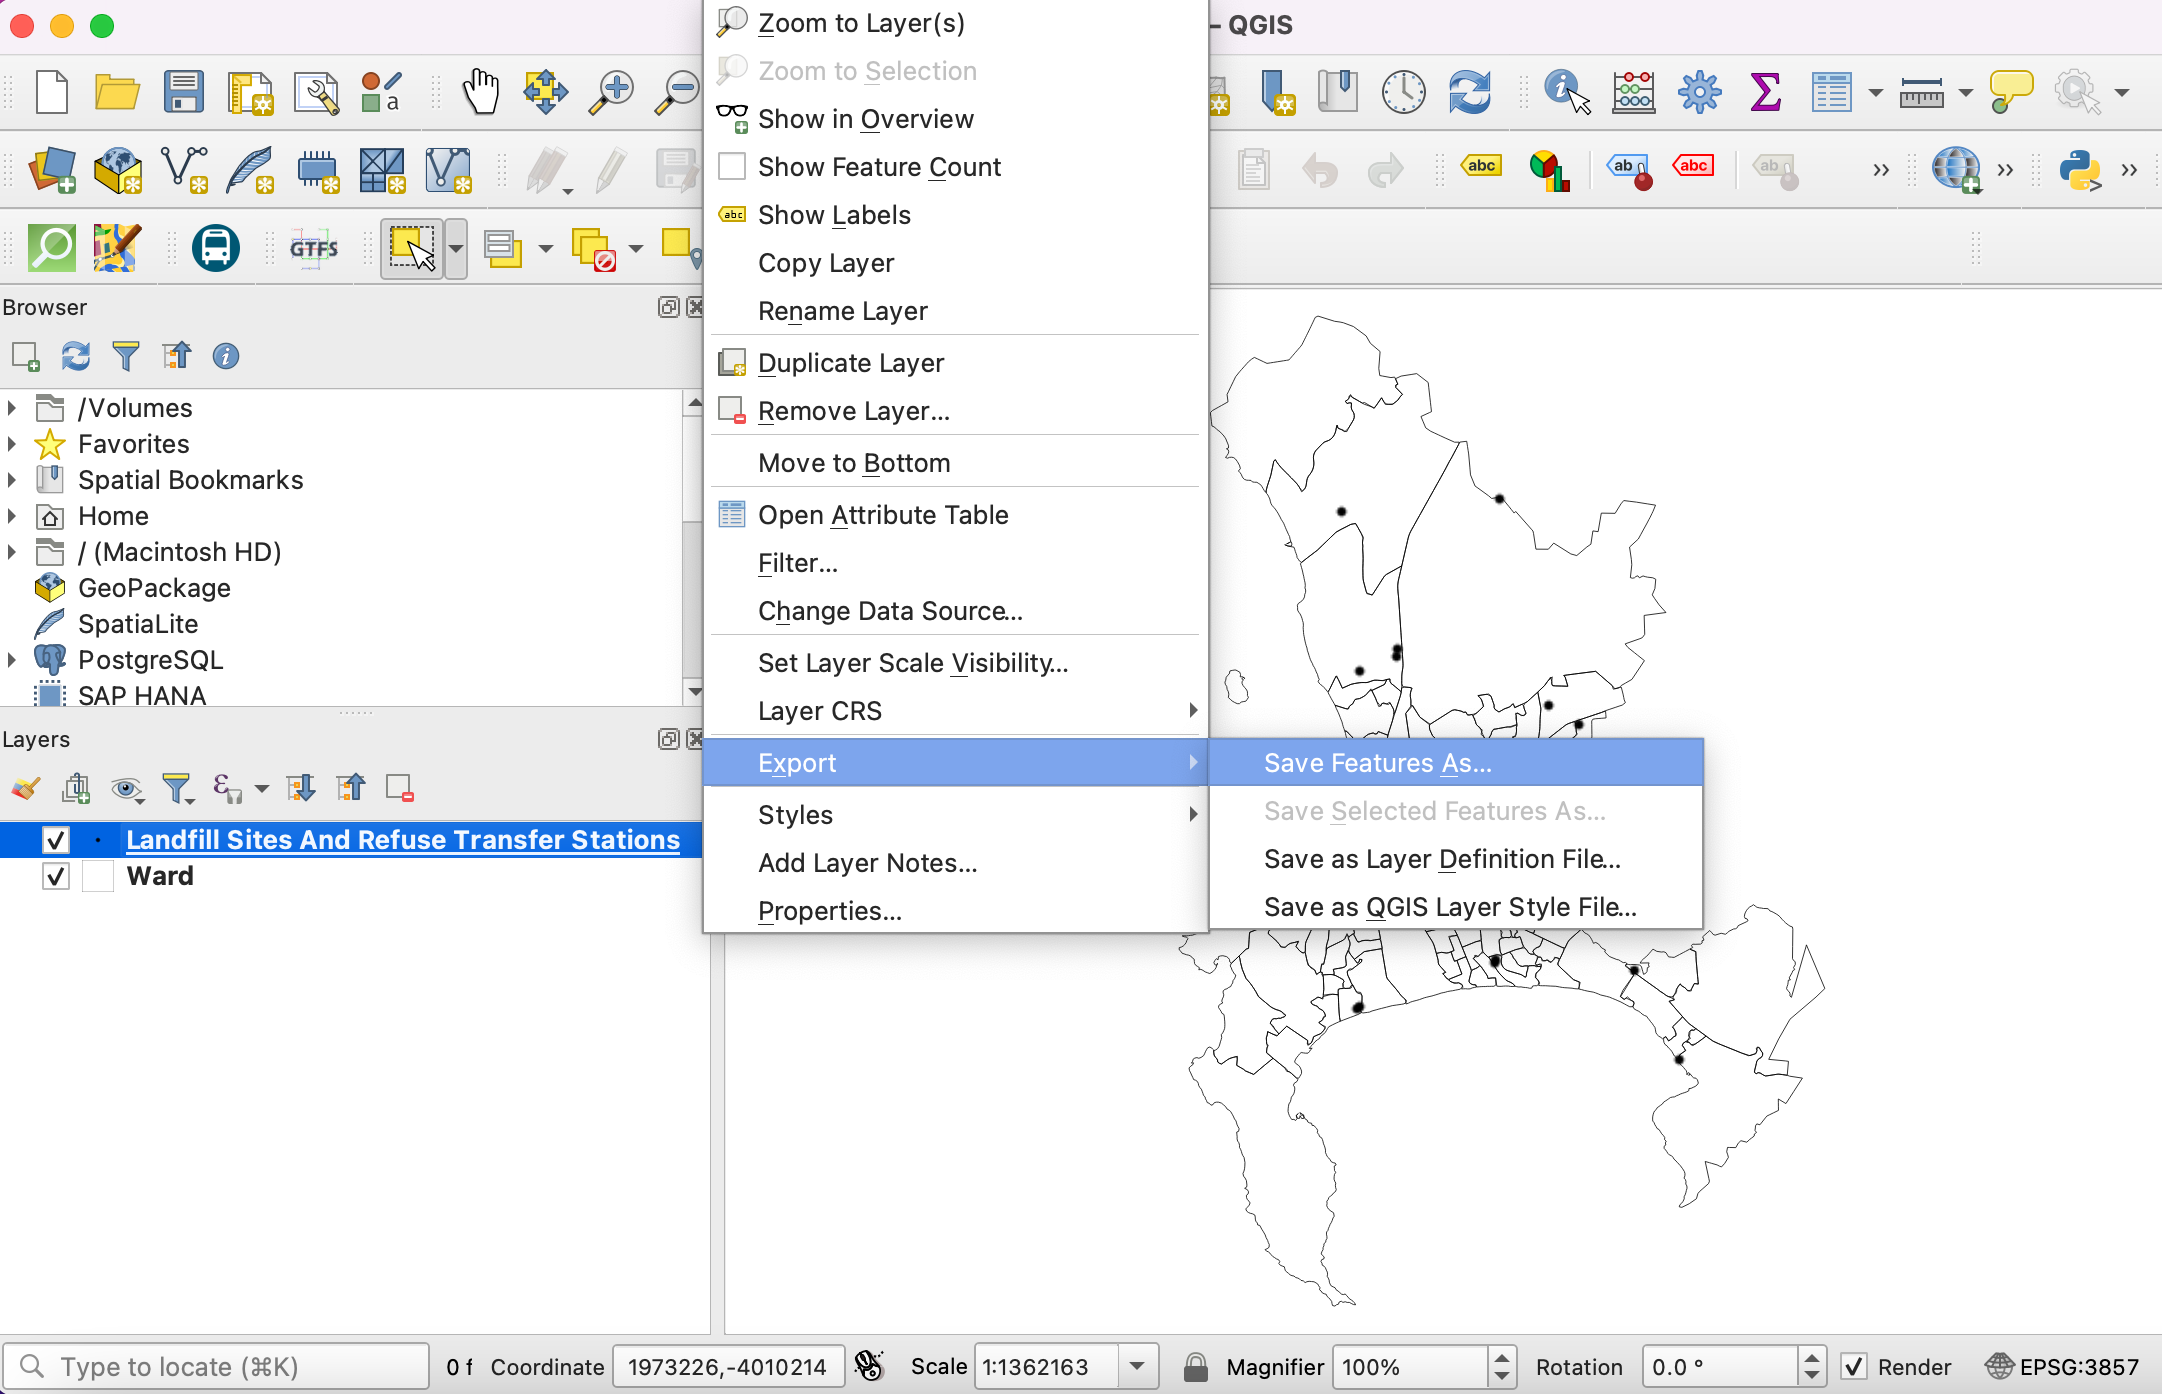 – QGIS
a
abc
ab
abc
ab
GTFS
Zoom to Layer(s)
Zoom to Selection
Show in Overview
Show Feature Count
abc Show Labels
Copy Layer
Rename Layer
Duplicate Layer
Remove Layer...
Move to Bottom
Open Attribute Table
Filter...
Change Data Source...
Set Layer Scale Visibility...
Layer CRS
Export
Styles
Add Layer Notes...
Properties...
Save Features As...
Save Selected Features As...
Save as Layer Definition File...
Save as QGIS Layer Style File...
Browser
/Volumes
Favorites
Spatial Bookmarks
Home
/ (Macintosh HD)
GeoPackage
SpatiaLite
PostgreSQL
SAP HANA
Layers
Landfill Sites And Refuse Transfer Stations
Ward
Type to locate (⌘K) 0 f Coordinate 1973226,-4010214 Scale 1:1362163 Magnifier 100% Rotation 0.0 ° Render EPSG:3857